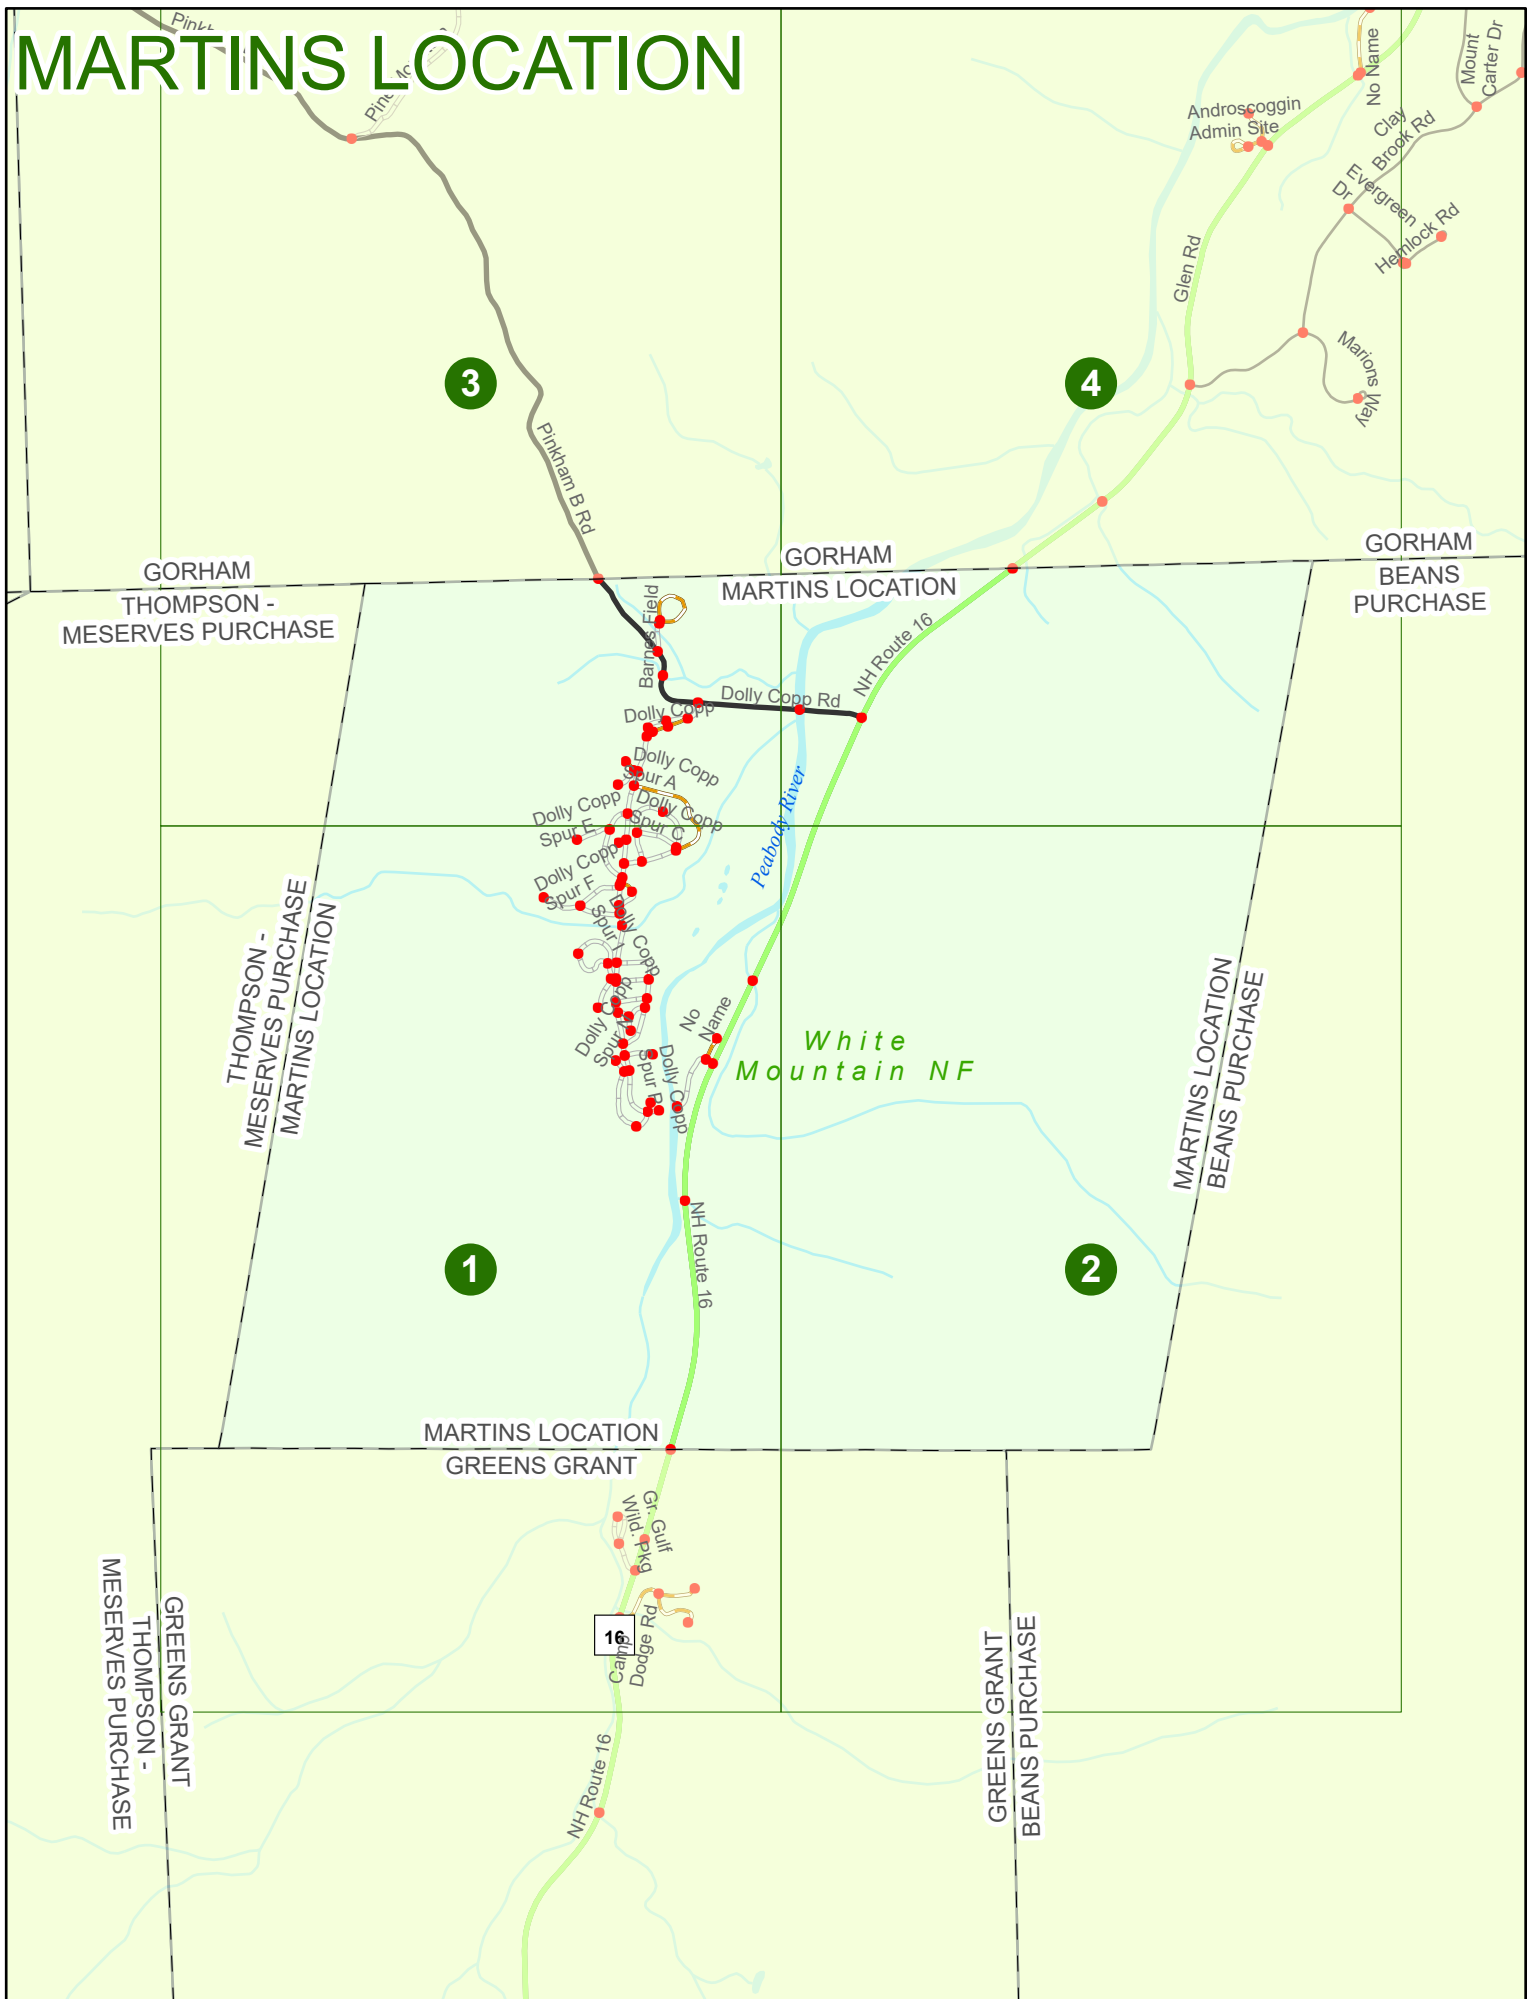 MARTINS LOCATION
No Name
Mount
Carter Dr
Androscoggin
Admin Site
Clay
Brook Rd
Evergreen
Dr
Hemlock Rd
Glen Rd
Marions
Way
3
4
Pinkham B Rd
GORHAM
THOMPSON -
MESERVES PURCHASE
GORHAM
MARTINS LOCATION
GORHAM
BEANS
PURCHASE
Barnes Field
NH Route 16
Dolly Copp Rd
Dolly Copp
Dolly Copp
Spur A
Dolly Copp
Spur C
Dolly Copp
Spur E
Peabody River
Dolly Copp
Spur F
Dolly Copp
Spur I
THOMPSON -
MESERVES PURCHASE
MARTINS LOCATION
MARTINS LOCATION
BEANS PURCHASE
Dolly Copp
No
Name
White
Mountain NF
Dolly Copp
1
2
NH Route 16
MARTINS LOCATION
GREENS GRANT
Gr. Gulf
Wild. Pkg
16
Camp
Dodge Rd
GREENS GRANT
THOMPSON -
MESERVES PURCHASE
GREENS GRANT
BEANS PURCHASE
NH Route 16